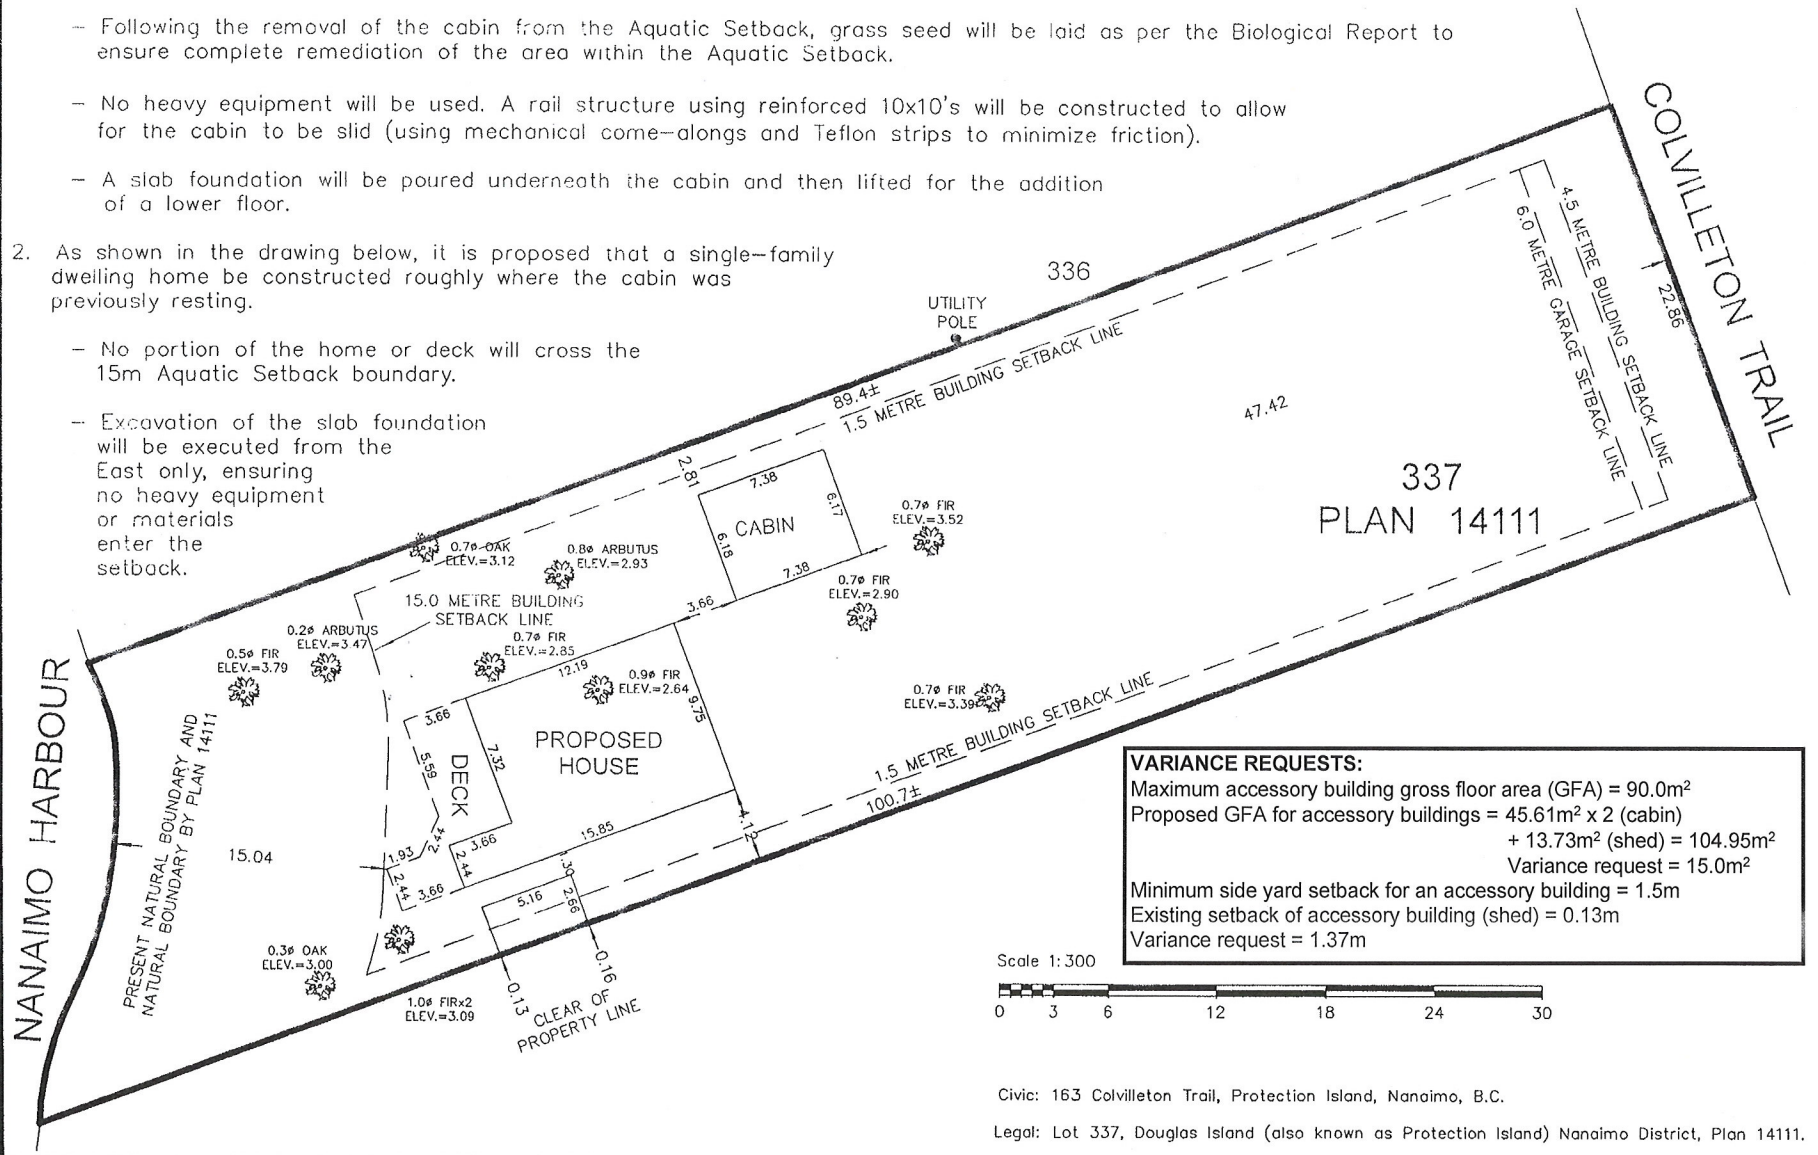 – Following the removal of the cabin from the Aquatic Setback, grass seed will be laid as per the Biological Report to
ensure complete remediation of the area within the Aquatic Setback.
– No heavy equipment will be used. A rail structure using reinforced 10x10's will be constructed to allow
for the cabin to be slid (using mechanical come–alongs and Teflon strips to minimize friction).
– A slab foundation will be poured underneath the cabin and then lifted for the addition
of a lower floor.
2. As shown in the drawing below, it is proposed that a single–family
dwelling home be constructed roughly where the cabin was
previously resting.
– No portion of the home or deck will cross the
15m Aquatic Setback boundary.
– Excavation of the slab foundation
will be executed from the
East only, ensuring
no heavy equipment
or materials
enter the
setback.
COLVILLETON TRAIL
22.86
4.5 METRE BUILDING SETBACK LINE
6.0 METRE GARAGE SETBACK LINE
336
UTILITY
POLE
89.4±
1.5 METRE BUILDING SETBACK LINE
47.42
337
PLAN 14111
2.81
7.38
6.17
CABIN
6.18
7.38
3.66
0.7ø FIR
ELEV.=3.52
0.7ø FIR
ELEV.=2.90
0.7ø OAK
ELEV.=3.12
0.8ø ARBUTUS
ELEV.=2.93
15.0 METRE BUILDING
SETBACK LINE
0.2ø ARBUTUS
ELEV.=3.47
0.5ø FIR
ELEV.=3.79
0.7ø FIR
ELEV.=2.85
12.19
0.9ø FIR
ELEV.=2.64
9.75
0.7ø FIR
ELEV.=3.39
3.66
5.59
DECK
7.32
PROPOSED
HOUSE
15.85
4.12
1.93
2.44
3.66
2.44
2.44
3.66
1.30
5.16
2.66
15.04
NANAIMO HARBOUR
PRESENT NATURAL BOUNDARY AND
NATURAL BOUNDARY BY PLAN 14111
0.3ø OAK
ELEV.=3.00
1.0ø FIRx2
ELEV.=3.09
0.13
0.16
CLEAR OF
PROPERTY LINE
1.5 METRE BUILDING SETBACK LINE
100.7±
VARIANCE REQUESTS:
Maximum accessory building gross floor area (GFA) = 90.0m²
Proposed GFA for accessory buildings = 45.61m² x 2 (cabin)
+ 13.73m² (shed) = 104.95m²
Variance request = 15.0m²
Minimum side yard setback for an accessory building = 1.5m
Existing setback of accessory building (shed) = 0.13m
Variance request = 1.37m
Scale 1:300
0 3 6 12 18 24 30
Civic: 163 Colvilleton Trail, Protection Island, Nanaimo, B.C.
Legal: Lot 337, Douglas Island (also known as Protection Island) Nanaimo District, Plan 14111.